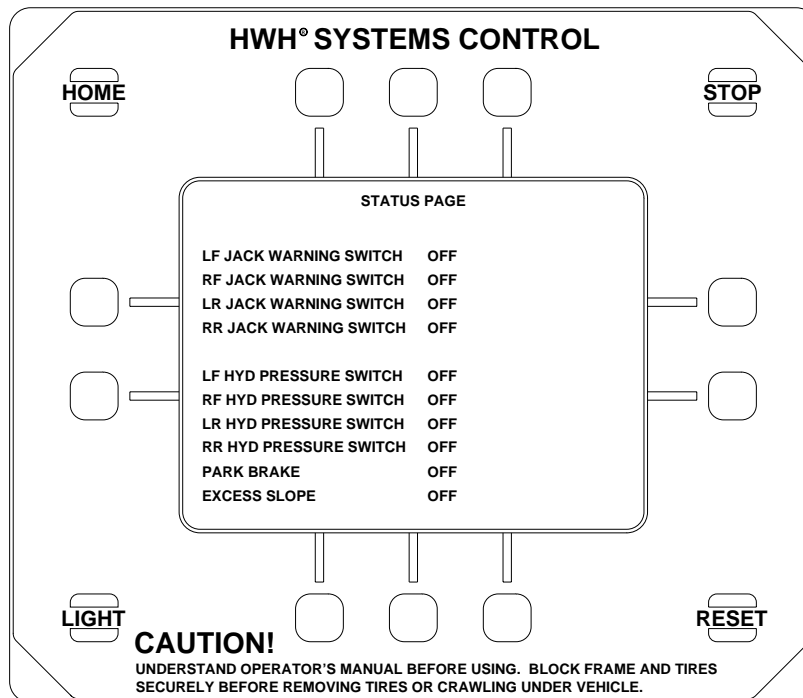 HWH® SYSTEMS CONTROL
HOME
STOP
STATUS PAGE
LF JACK WARNING SWITCH OFF
RF JACK WARNING SWITCH OFF
LR JACK WARNING SWITCH OFF
RR JACK WARNING SWITCH OFF
LF HYD PRESSURE SWITCH OFF
RF HYD PRESSURE SWITCH OFF
LR HYD PRESSURE SWITCH OFF
RR HYD PRESSURE SWITCH OFF
PARK BRAKE OFF
EXCESS SLOPE OFF
LIGHT
RESET
CAUTION!
UNDERSTAND OPERATOR'S MANUAL BEFORE USING. BLOCK FRAME AND TIRES
SECURELY BEFORE REMOVING TIRES OR CRAWLING UNDER VEHICLE.